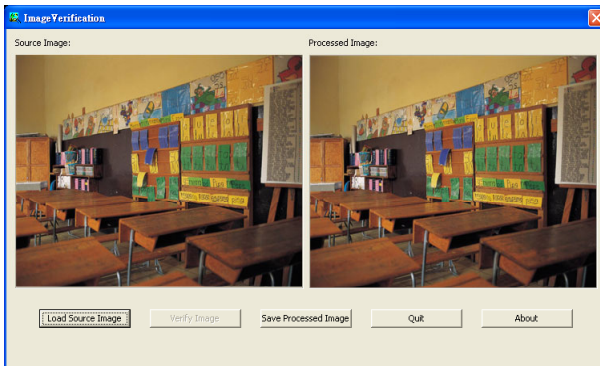 ImageVerification
Source Image:
Processed Image:
Load Source Image
Verify Image
Save Processed Image
Quit
About